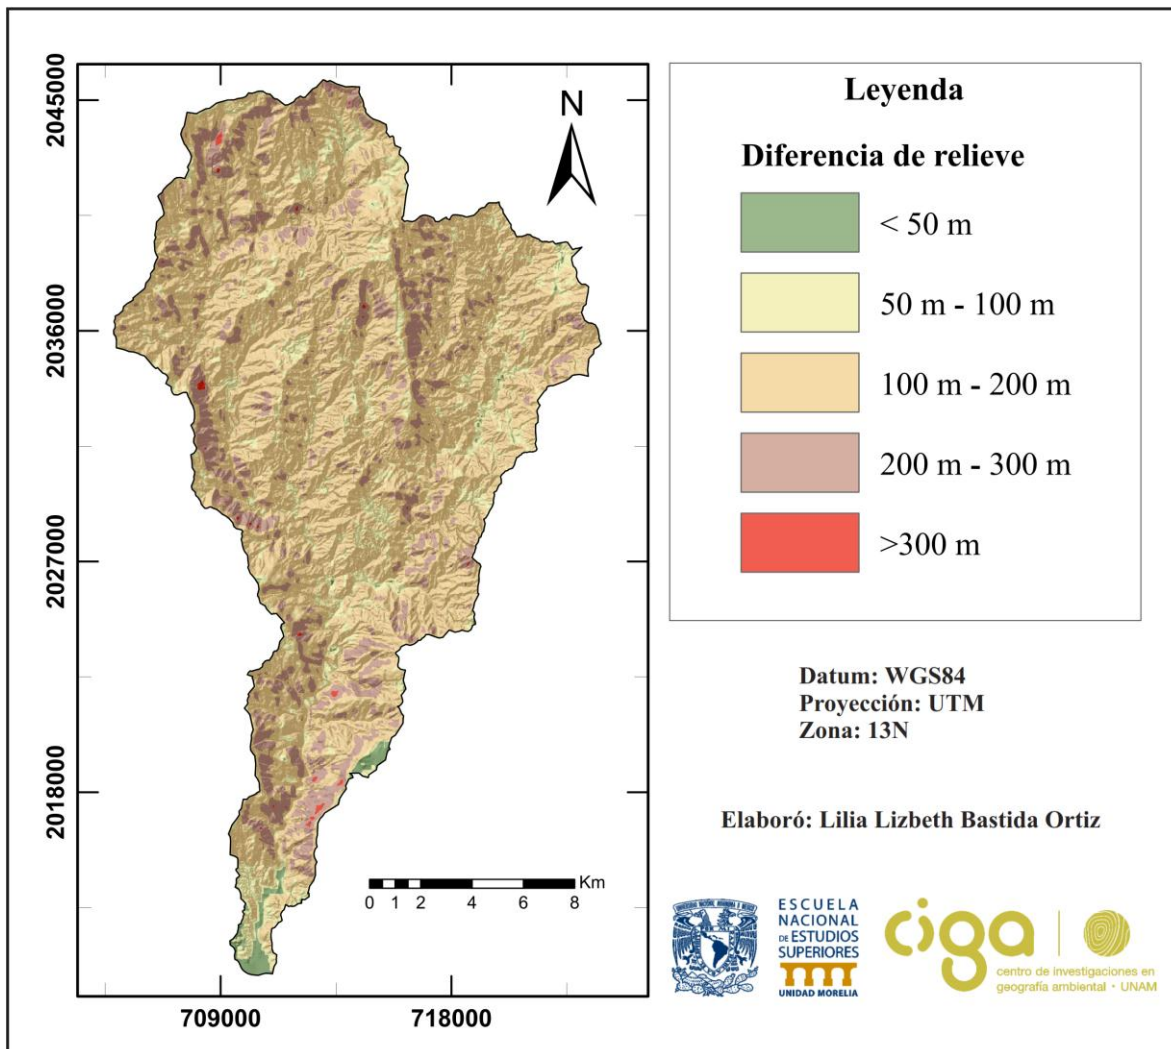 2045000
2036000
2027000
2018000
709000
718000
N
Km
0 1 2 4 6 8
Leyenda
Diferencia de relieve
< 50 m
50 m - 100 m
100 m - 200 m
200 m - 300 m
>300 m
Datum: WGS84
Proyección: UTM
Zona: 13N
Elaboró: Lilia Lizbeth Bastida Ortiz
ESCUELA
NACIONAL
DE ESTUDIOS
SUPERIORES
UNIDAD MORELIA
ciga
centro de investigaciones en
geografía ambiental · UNAM